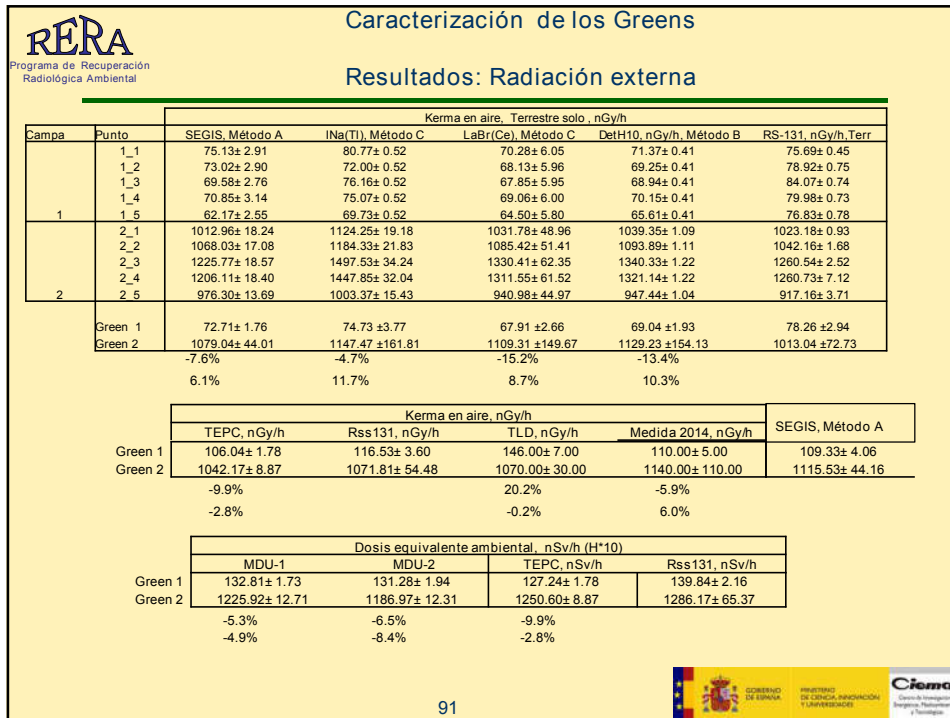 Caracterización de los Greens
RERA
Programa de Recuperación
Radiológica Ambiental
Resultados: Radiación externa
Kerma en aire, Terrestre solo , nGy/h
Campa Punto SEGIS, Método A INa(Tl), Método C LaBr(Ce), Método C DetH10, nGy/h, Método B RS-131, nGy/h,Terr
1_1 75.13± 2.91 80.77± 0.52 70.28± 6.05 71.37± 0.41 75.69± 0.45
1_2 73.02± 2.90 72.00± 0.52 68.13± 5.96 69.25± 0.41 78.92± 0.75
1_3 69.58± 2.76 76.16± 0.52 67.85± 5.95 68.94± 0.41 84.07± 0.74
1_4 70.85± 3.14 75.07± 0.52 69.06± 6.00 70.15± 0.41 79.98± 0.73
1 1_5 62.17± 2.55 69.73± 0.52 64.50± 5.80 65.61± 0.41 76.83± 0.78
2_1 1012.96± 18.24 1124.25± 19.18 1031.78± 48.96 1039.35± 1.09 1023.18± 0.93
2_2 1068.03± 17.08 1184.33± 21.83 1085.42± 51.41 1093.89± 1.11 1042.16± 1.68
2_3 1225.77± 18.57 1497.53± 34.24 1330.41± 62.35 1340.33± 1.22 1260.54± 2.52
2_4 1206.11± 18.40 1447.85± 32.04 1311.55± 61.52 1321.14± 1.22 1260.73± 7.12
2 2_5 976.30± 13.69 1003.37± 15.43 940.98± 44.97 947.44± 1.04 917.16± 3.71
Green 1 72.71± 1.76 74.73 ±3.77 67.91 ±2.66 69.04 ±1.93 78.26 ±2.94
Green 2 1079.04± 44.01 1147.47 ±161.81 1109.31 ±149.67 1129.23 ±154.13 1013.04 ±72.73
-7.6% -4.7% -15.2% -13.4%
6.1% 11.7% 8.7% 10.3%
Kerma en aire, nGy/h
TEPC, nGy/h Rss131, nGy/h TLD, nGy/h Medida 2014, nGy/h SEGIS, Método A
Green 1 106.04± 1.78 116.53± 3.60 146.00± 7.00 110.00± 5.00 109.33± 4.06
Green 2 1042.17± 8.87 1071.81± 54.48 1070.00± 30.00 1140.00± 110.00 1115.53± 44.16
-9.9% 20.2% -5.9%
-2.8% -0.2% 6.0%
Dosis equivalente ambiental, nSv/h (H*10)
MDU-1 MDU-2 TEPC, nSv/h Rss131, nSv/h
Green 1 132.81± 1.73 131.28± 1.94 127.24± 1.78 139.84± 2.16
Green 2 1225.92± 12.71 1186.97± 12.31 1250.60± 8.87 1286.17± 65.37
-5.3% -6.5% -9.9%
-4.9% -8.4% -2.8%
91
GOBIERNO
DE ESPAÑA
MINISTERIO
DE CIENCIA, INNOVACIÓN
Y UNIVERSIDADES
Ciemat